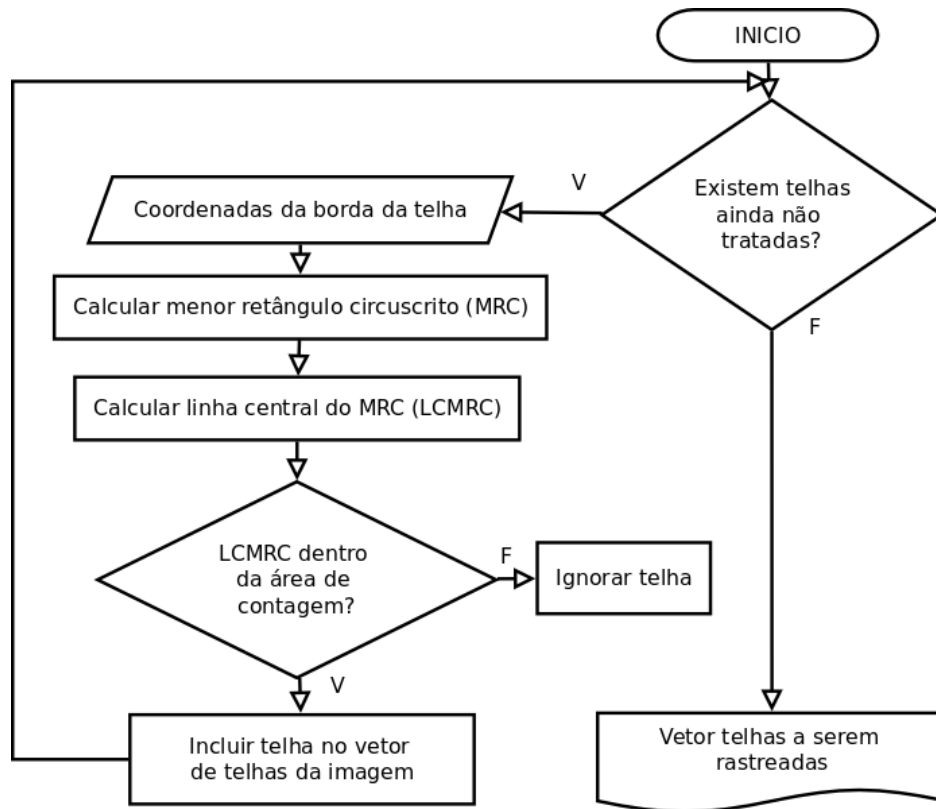 INICIO
Existem telhas
ainda não
tratadas?
V
F
Coordenadas da borda da telha
Calcular menor retângulo circuscrito (MRC)
Calcular linha central do MRC (LCMRC)
LCMRC dentro
da área de
contagem?
F
Ignorar telha
V
Incluir telha no vetor
de telhas da imagem
Vetor telhas a serem
rastreadas